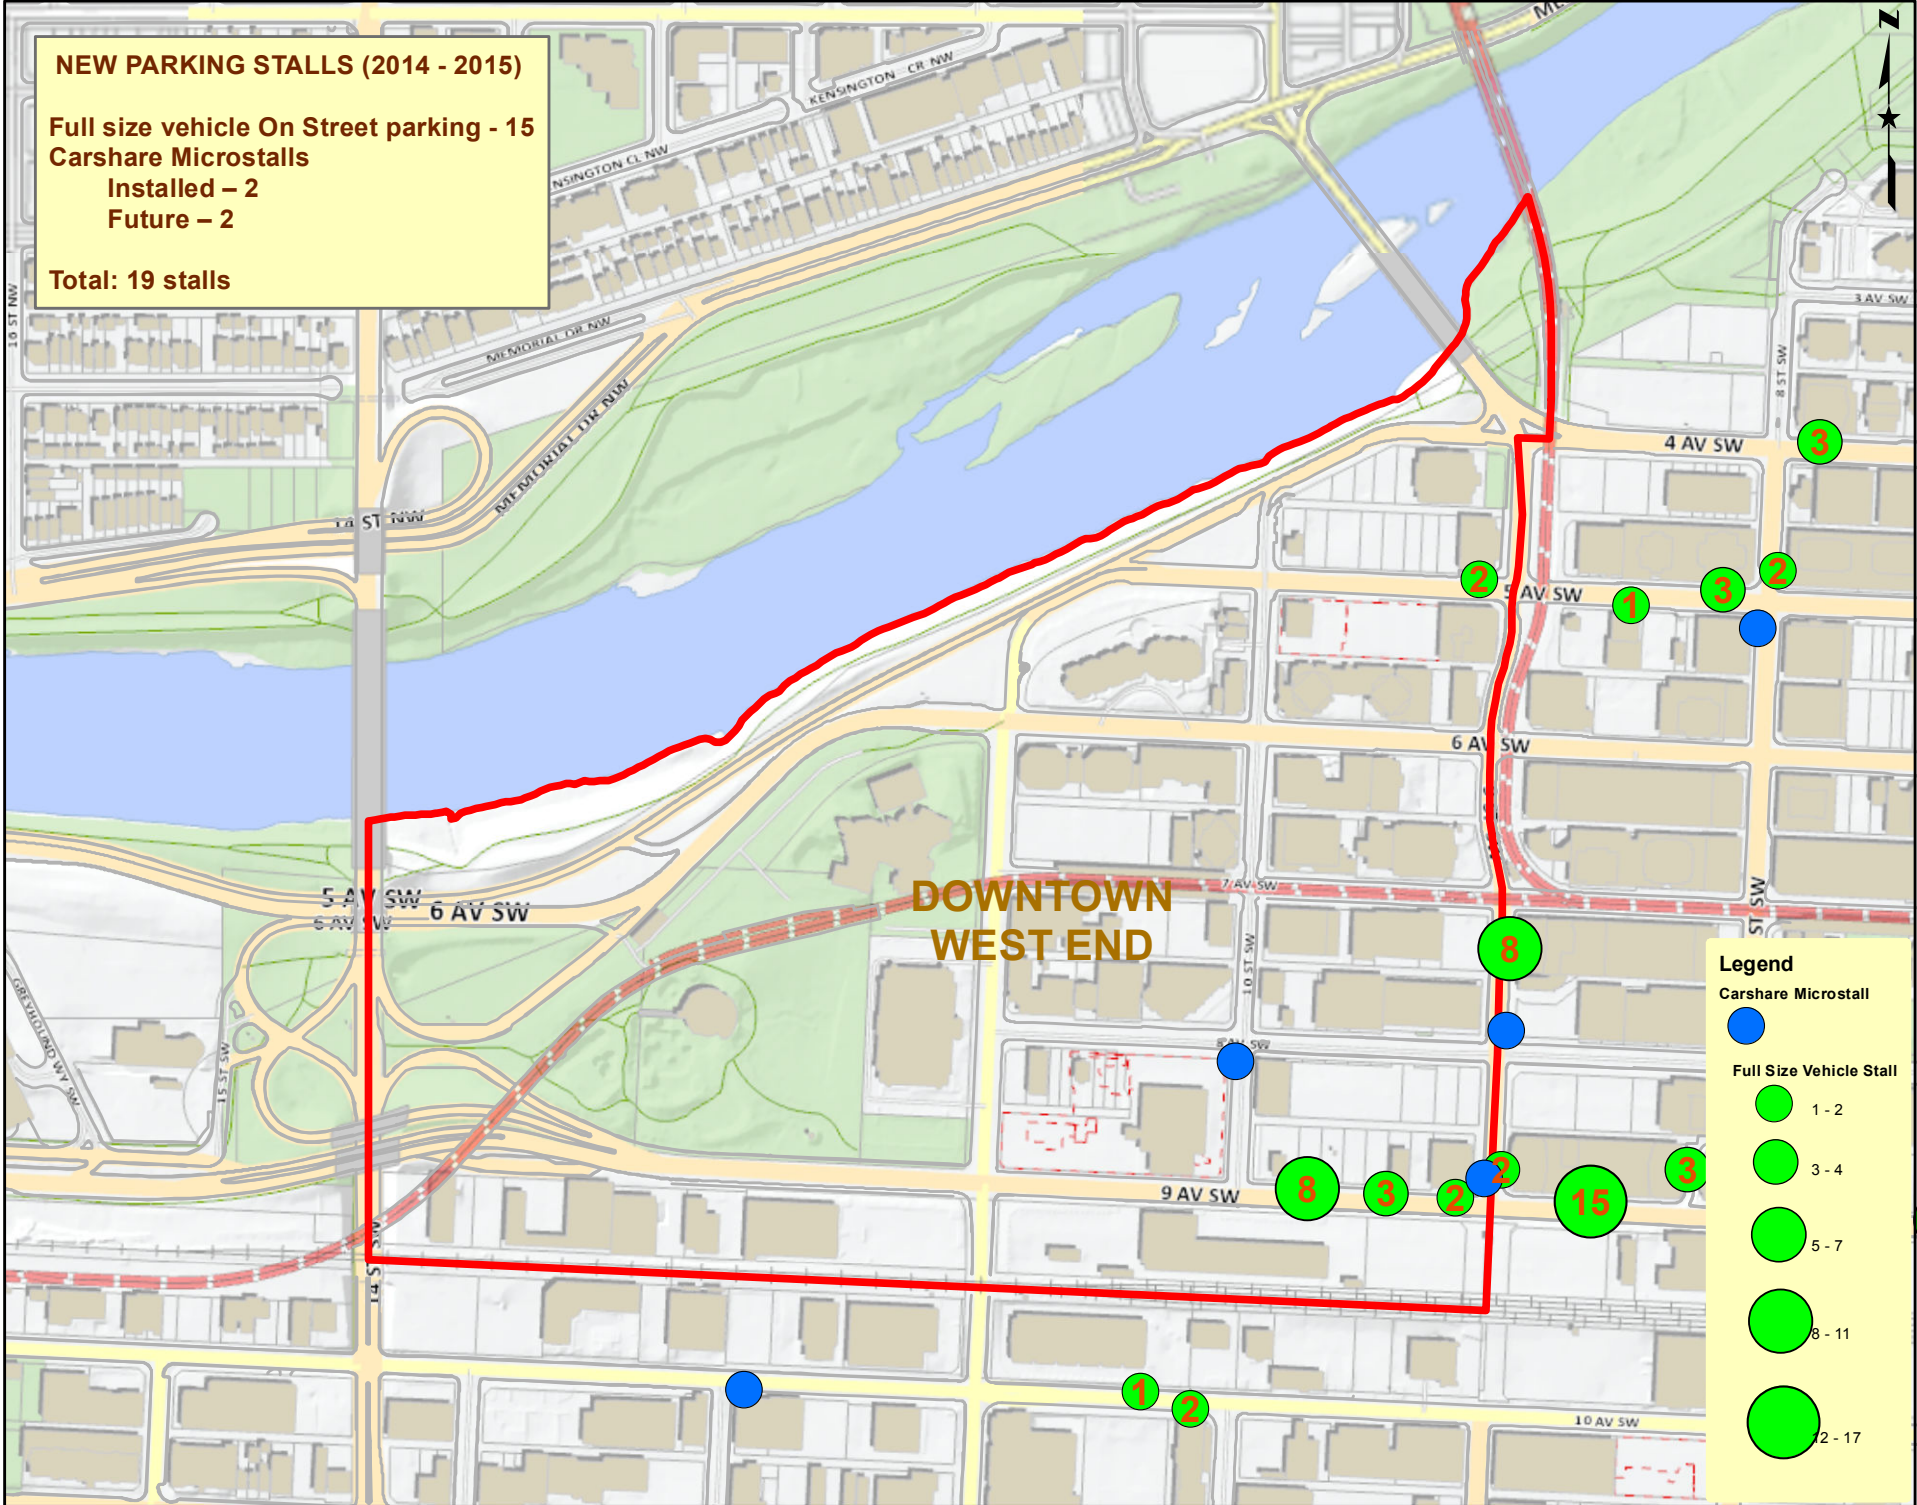 NEW PARKING STALLS (2014 - 2015)
Full size vehicle On Street parking - 15
Carshare Microstalls
Installed – 2
Future – 2
Total: 19 stalls
N
KENSINGTON CR NW
NSINGTON CL NW
16 ST NW
MEMORIAL DR NW
MEMORIAL DR NW
14 ST NW
3 AV SW
8 ST SW
4 AV SW
3
2
5 AV SW
1
3
2
6 AV SW
5 AV SW
6 AV SW
6 AV SW
DOWNTOWN
WEST END
7 AV SW
ST SW
10 ST SW
8
8 AV SW
GREYHOUND WY SW
15 ST SW
9 AV SW
8
3
2
2
15
3
14 S
SW
1
2
10 AV SW
Legend
Carshare Microstall
Full Size Vehicle Stall
1 - 2
3 - 4
5 - 7
8 - 11
12 - 17